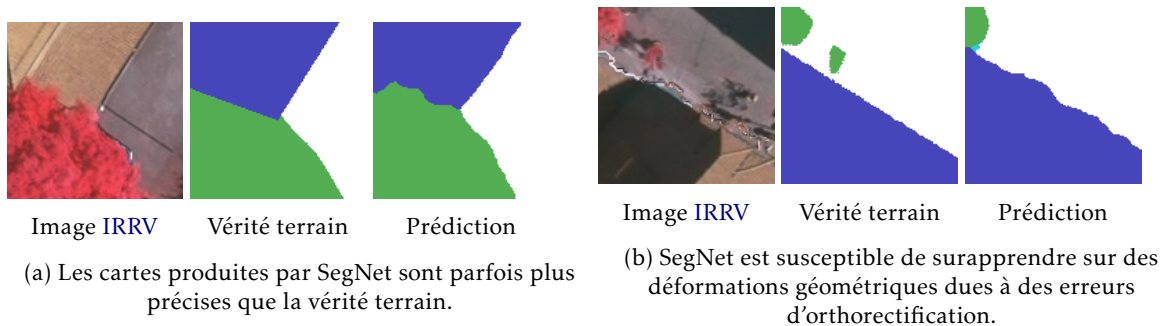 Image IRRV
Vérité terrain
Prédiction
(a) Les cartes produites par SegNet sont parfois plus
précises que la vérité terrain.
Image IRRV
Vérité terrain
Prédiction
(b) SegNet est susceptible de surapprendre sur des
déformations géométriques dues à des erreurs
d'orthorectification.